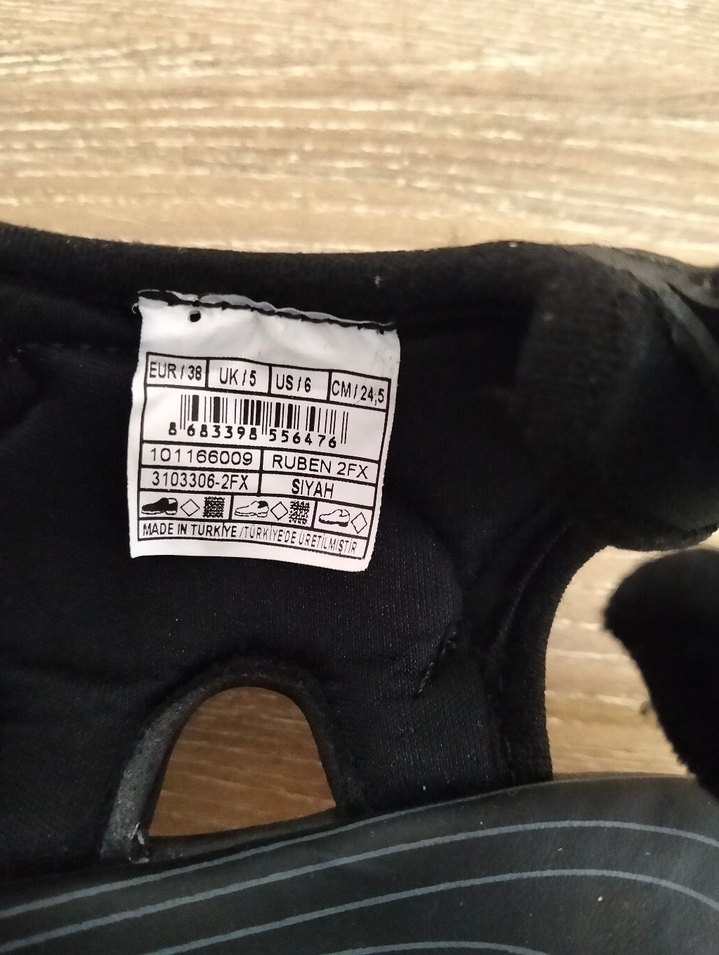 EUR/38 UK/5 US/6 CM/24,5
8 683398 556476
101166009 RUBEN 2FX
3103306-2FX SIYAH
MADE IN TURKIYE/TÜRKİYE'DE ÜRETİLMİŞTİR